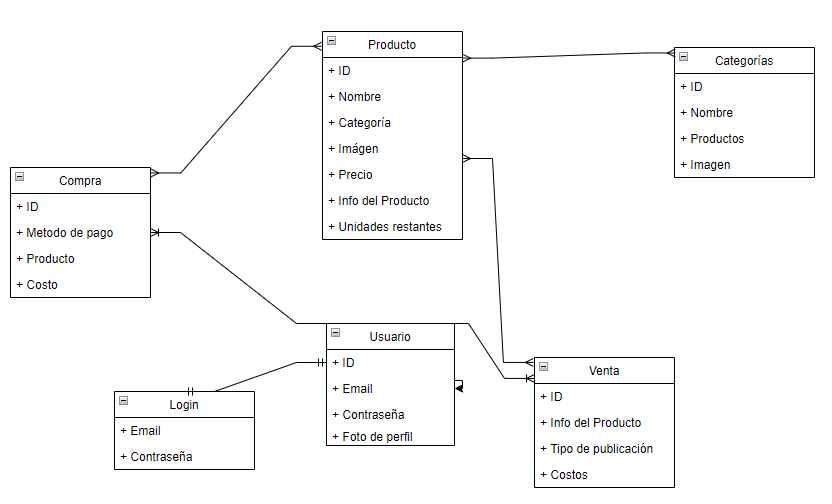 Producto
+ ID
+ Nombre
+ Categoría
+ Imágen
+ Precio
+ Info del Producto
+ Unidades restantes
Categorías
+ ID
+ Nombre
+ Productos
+ Imagen
Compra
+ ID
+ Metodo de pago
+ Producto
+ Costo
Usuario
+ ID
+ Email
+ Contraseña
+ Foto de perfil
Login
+ Email
+ Contraseña
Venta
+ ID
+ Info del Producto
+ Tipo de publicación
+ Costos